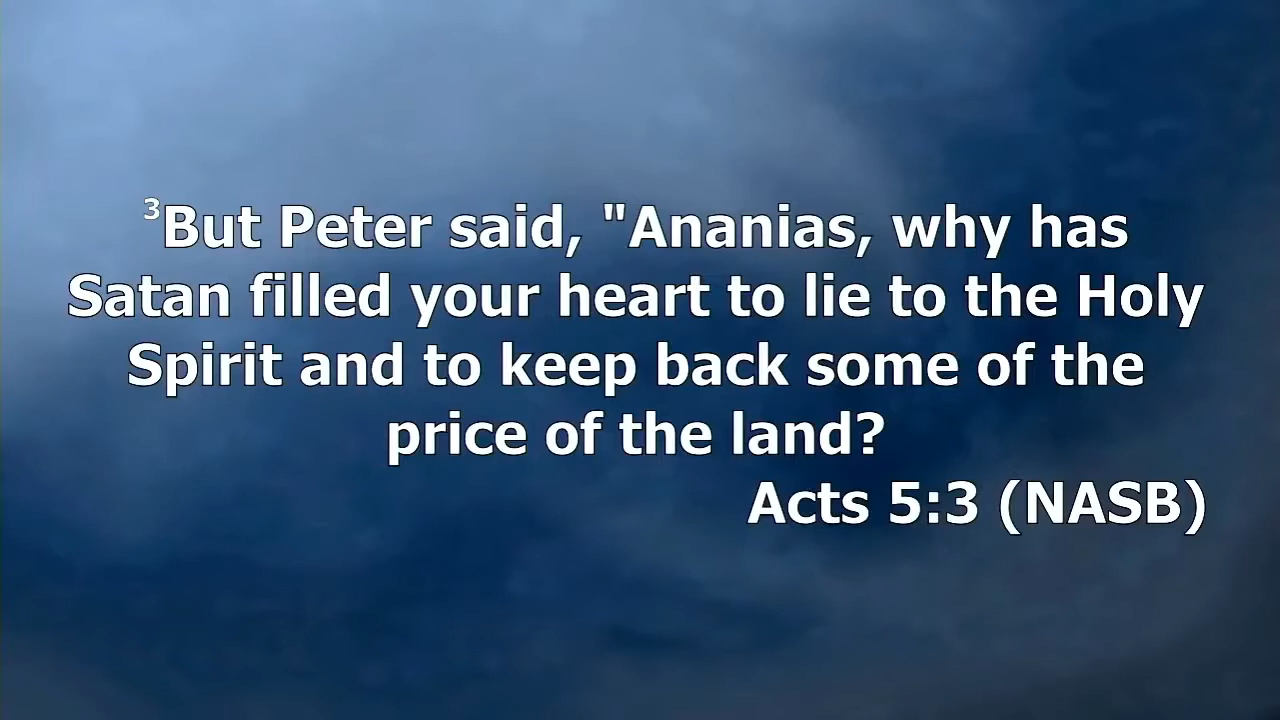 ³But Peter said, "Ananias, why has
Satan filled your heart to lie to the Holy
Spirit and to keep back some of the
price of the land?
Acts 5:3 (NASB)